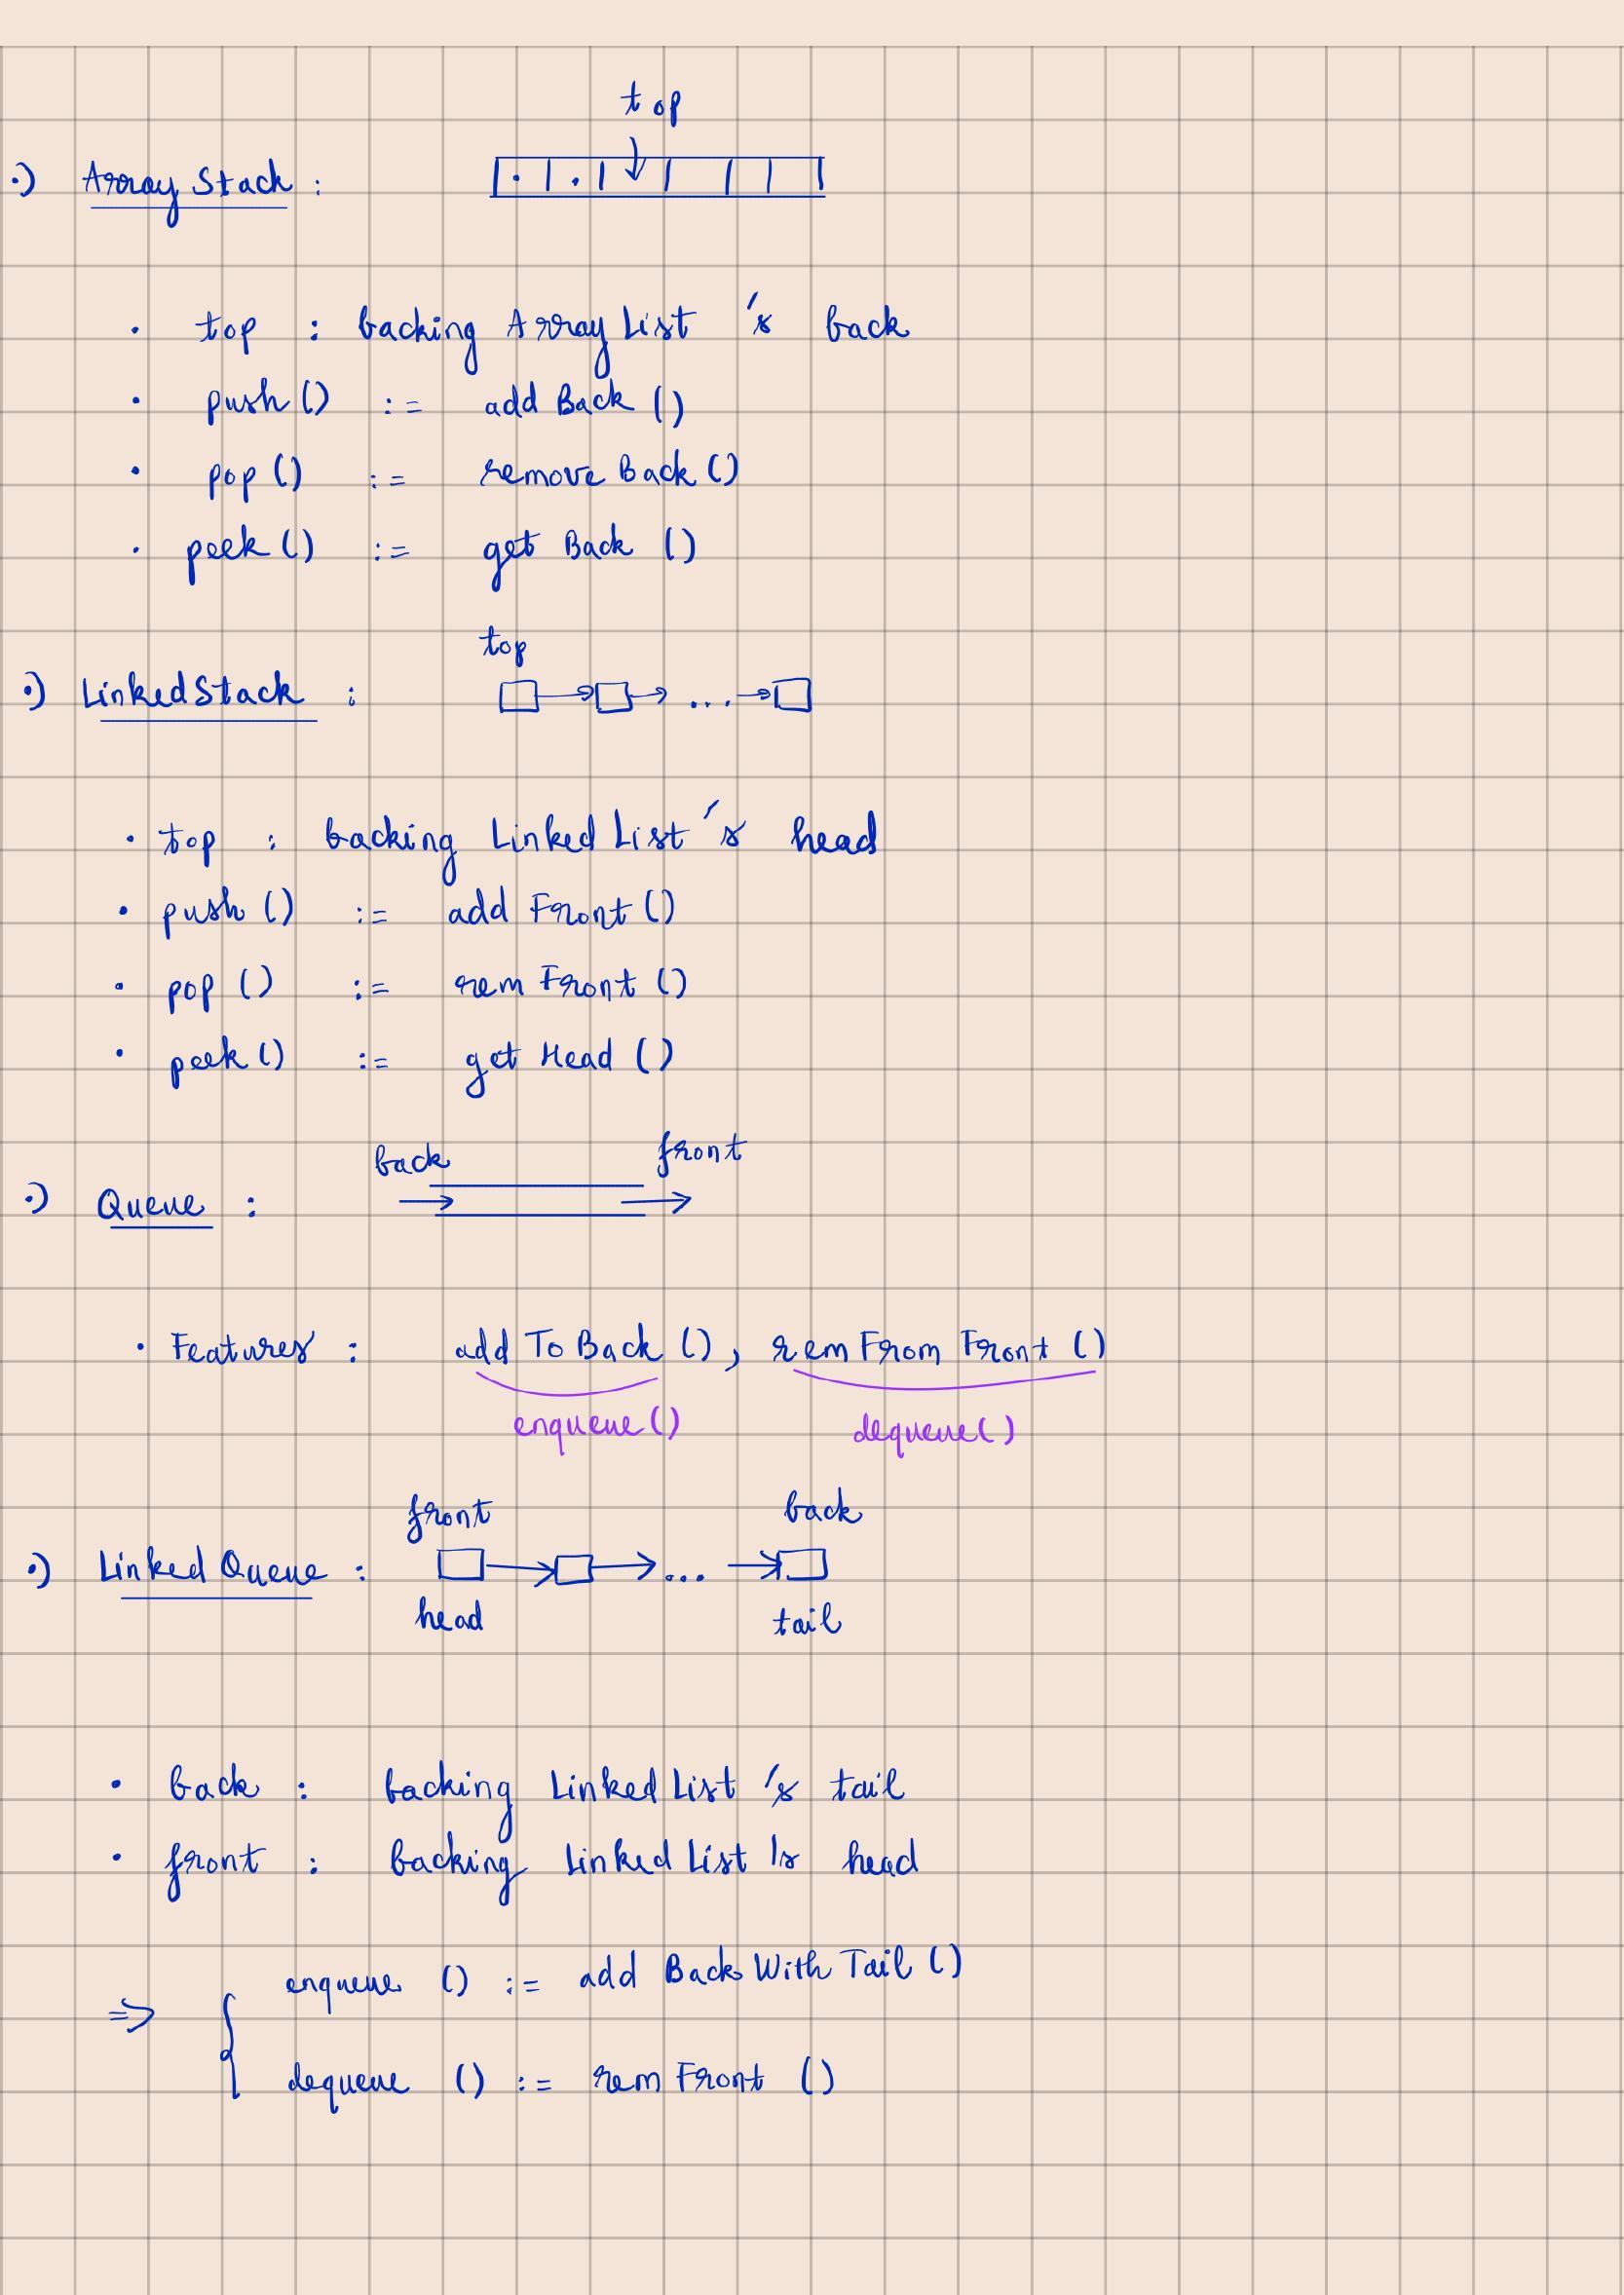 top
·) Array Stack :
· top : backing ArrayList 's back
· push() := addBack()
· pop() := removeBack()
· peek() := getBack()
top
·) LinkedStack :
...
· top : backing LinkedList 's head
· push() := addFront()
· pop() := remFront()
· peek() := getHead()
back front
·) Queue :
· Features : addToBack(), remFromFront()
enqueue() dequeue()
front back
·) Linked Queue : ...
head tail
· back : backing LinkedList 's tail
· front : backing LinkedList 's head
enqueue() := addBackWithTail()
=> {
dequeue() := remFront()